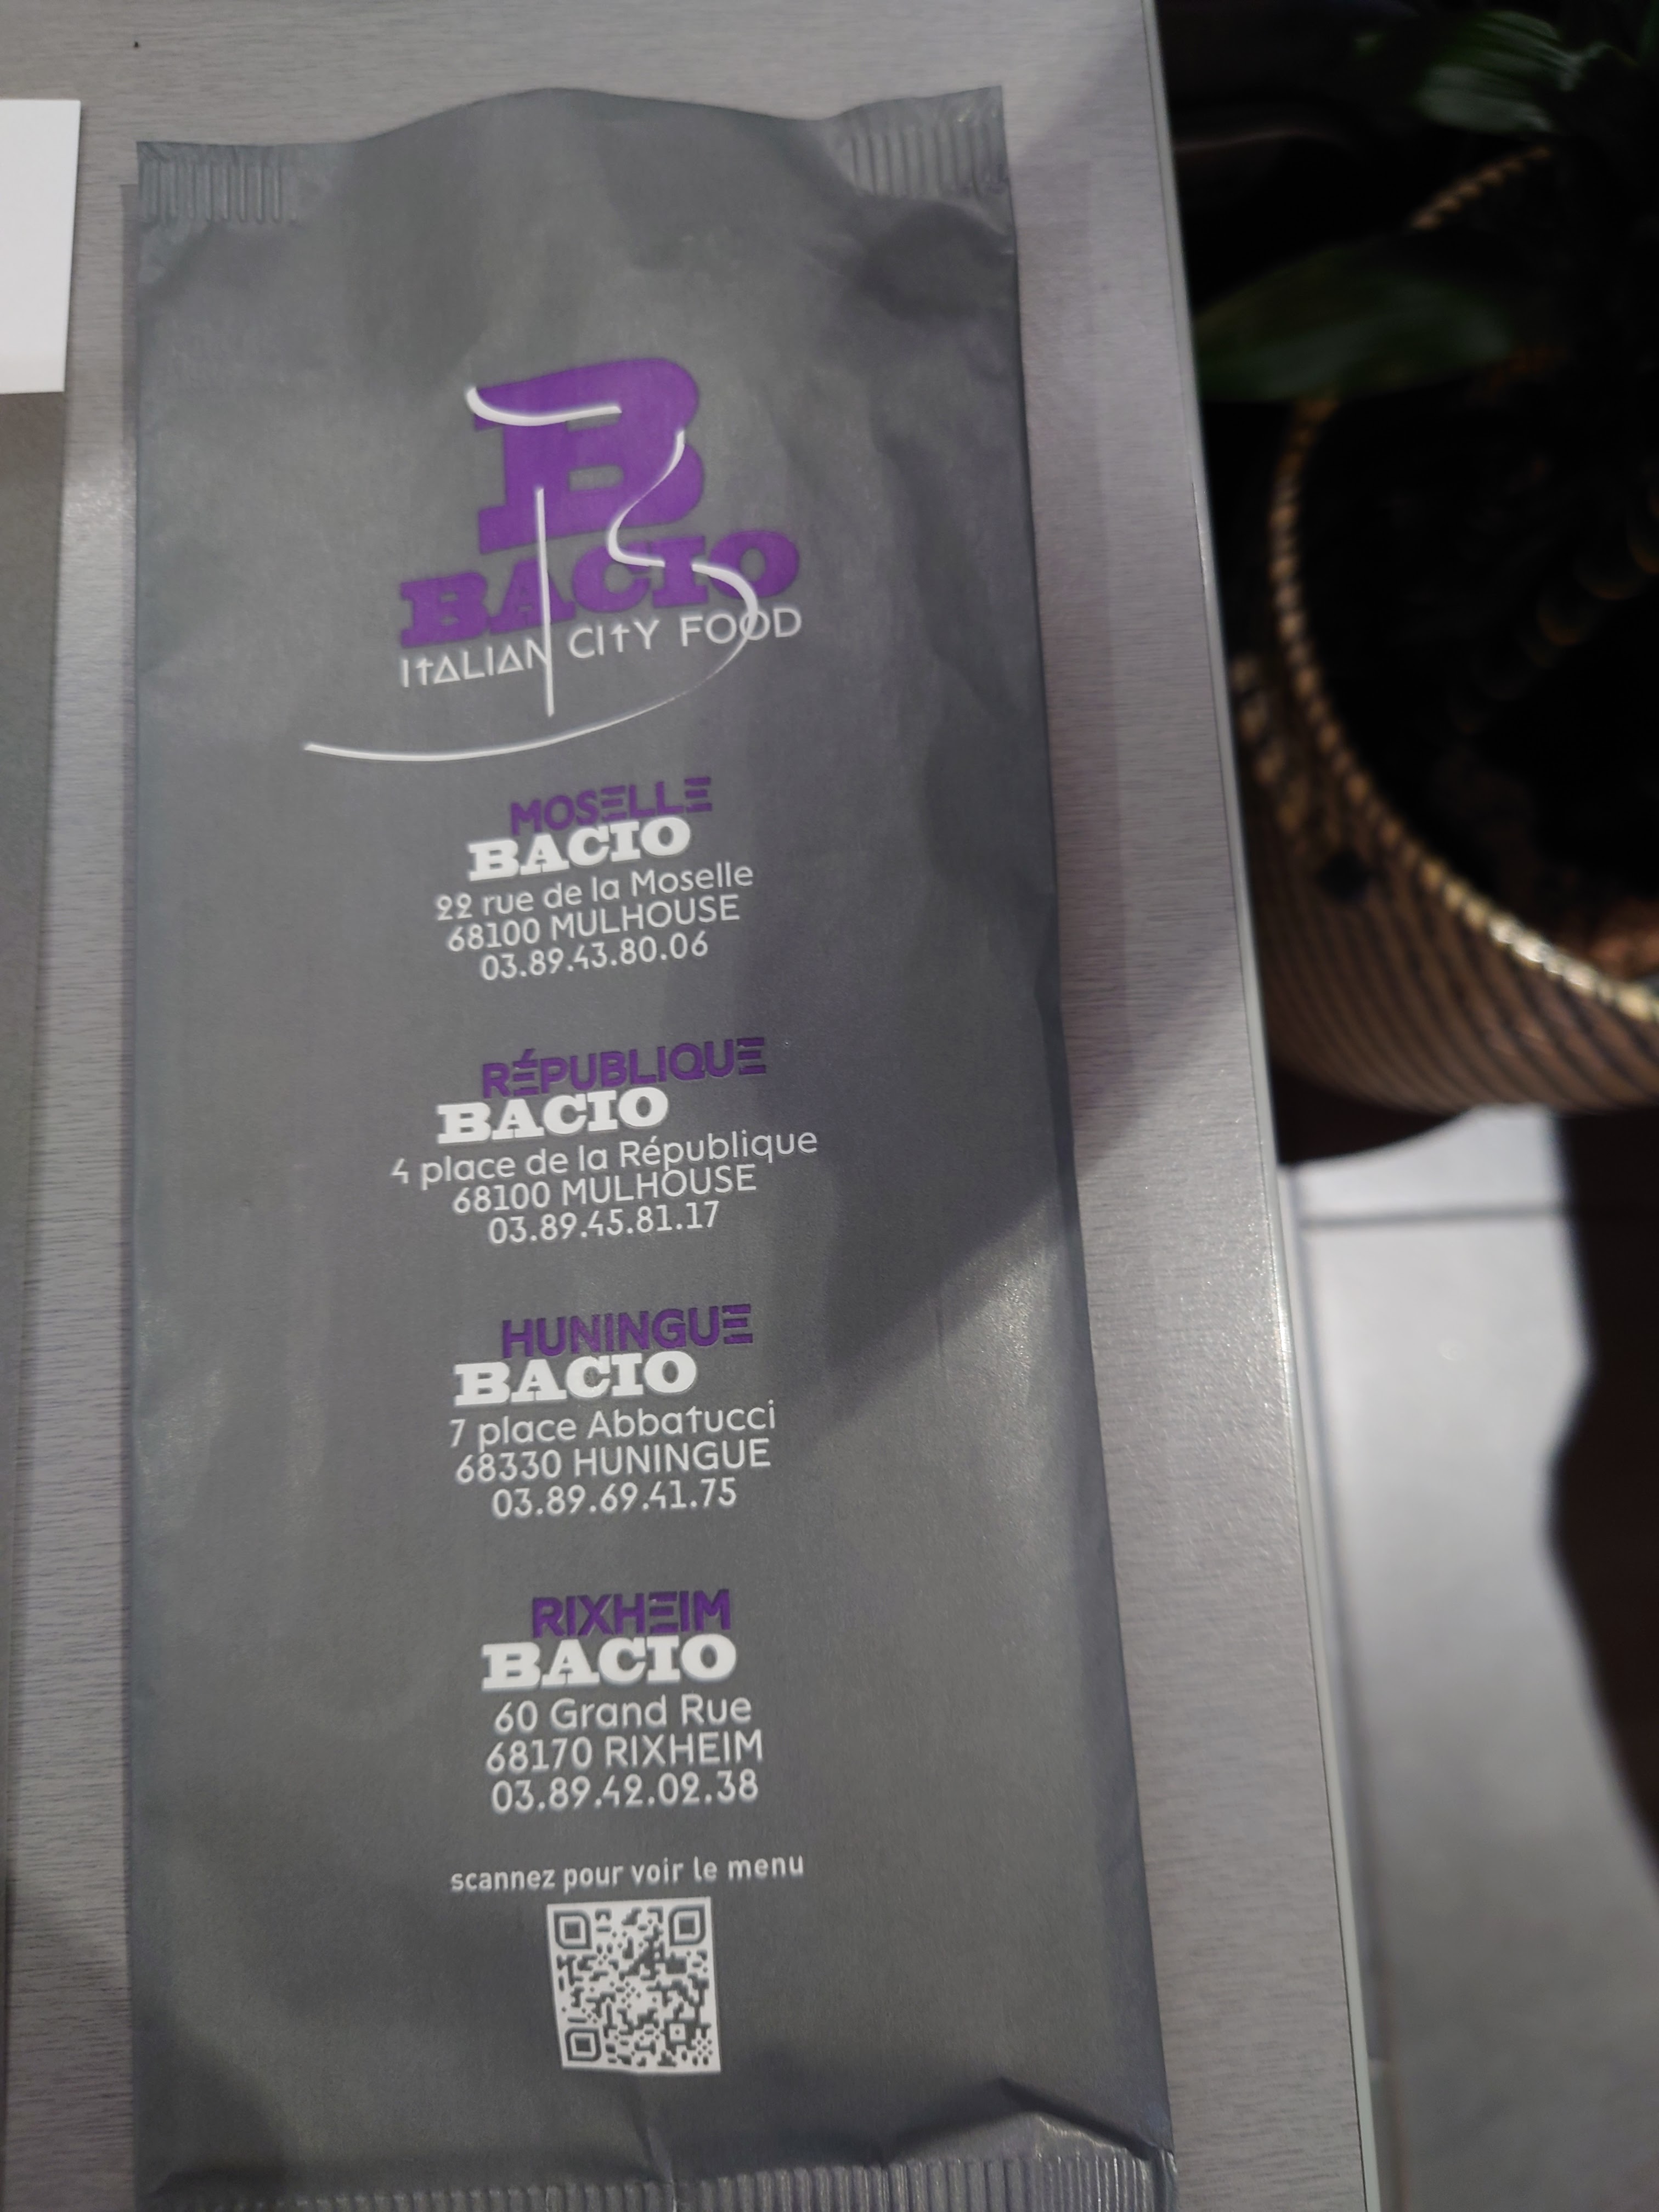 B
BACIO
ITALIAN CITY FOOD
MOSELLE
BACIO
22 rue de la Moselle
68100 MULHOUSE
03.89.43.80.06
RÉPUBLIQUE
BACIO
4 place de la République
68100 MULHOUSE
03.89.45.81.17
HUNINGUE
BACIO
7 place Abbatucci
68330 HUNINGUE
03.89.69.41.75
RIXHEIM
BACIO
60 Grand Rue
68170 RIXHEIM
03.89.42.02.38
scannez pour voir le menu